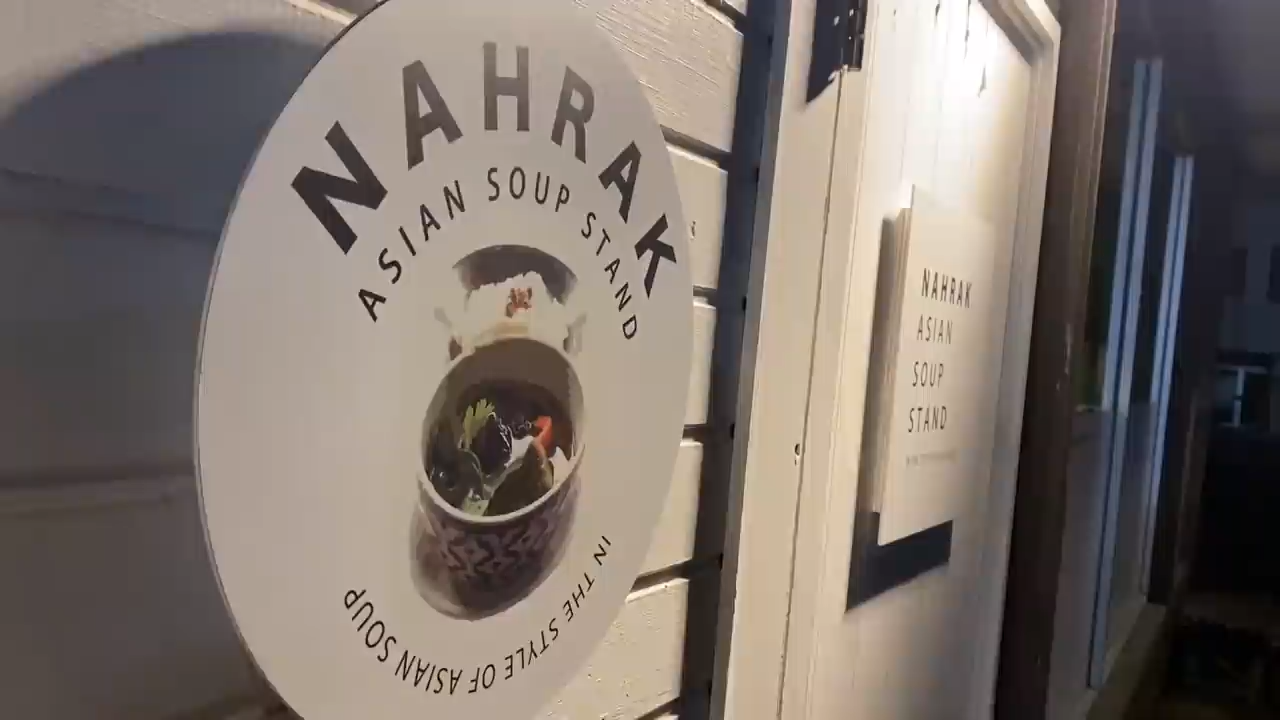 NAHRAK
ASIAN SOUP STAND
IN THE STYLE OF ASIAN SOUP
NAHRAK
ASIAN
SOUP
STAND